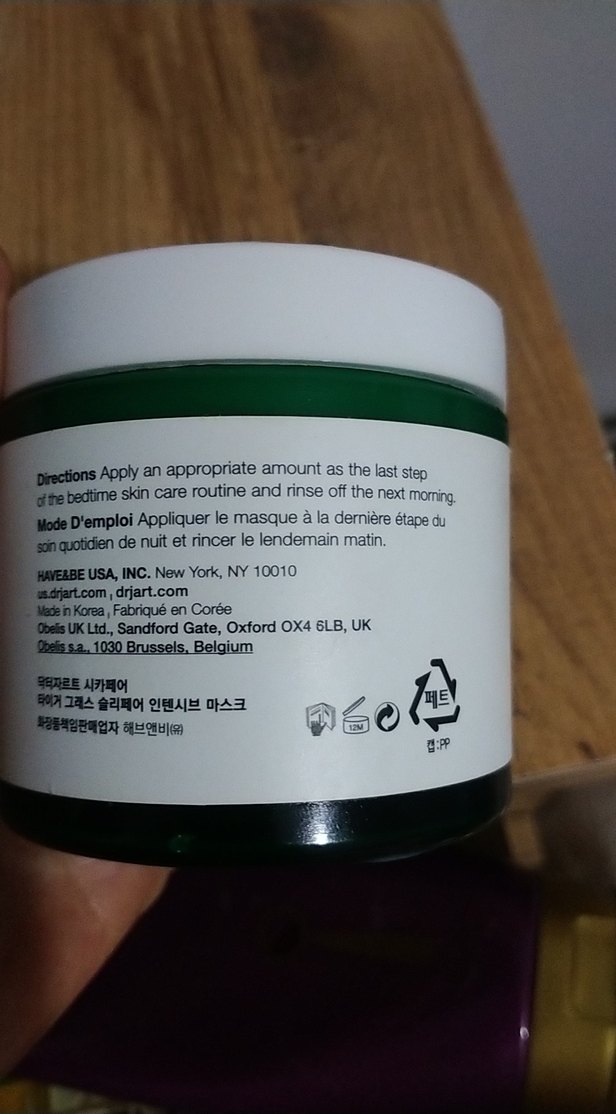 Directions Apply an appropriate amount as the last step
of the bedtime skin care routine and rinse off the next morning.
Mode D'emploi Appliquer le masque à la dernière étape du
soin quotidien de nuit et rincer le lendemain matin.
HAVE&BE USA, INC. New York, NY 10010
us.drjart.com , drjart.com
Made in Korea , Fabriqué en Corée
Obelis UK Ltd., Sandford Gate, Oxford OX4 6LB, UK
Obelis s.a., 1030 Brussels, Belgium
닥터자르트 시카페어
타이거 그래스 슬리페어 인텐시브 마스크
화장품책임판매업자 해브앤비㈲
12M
페트
캡:PP